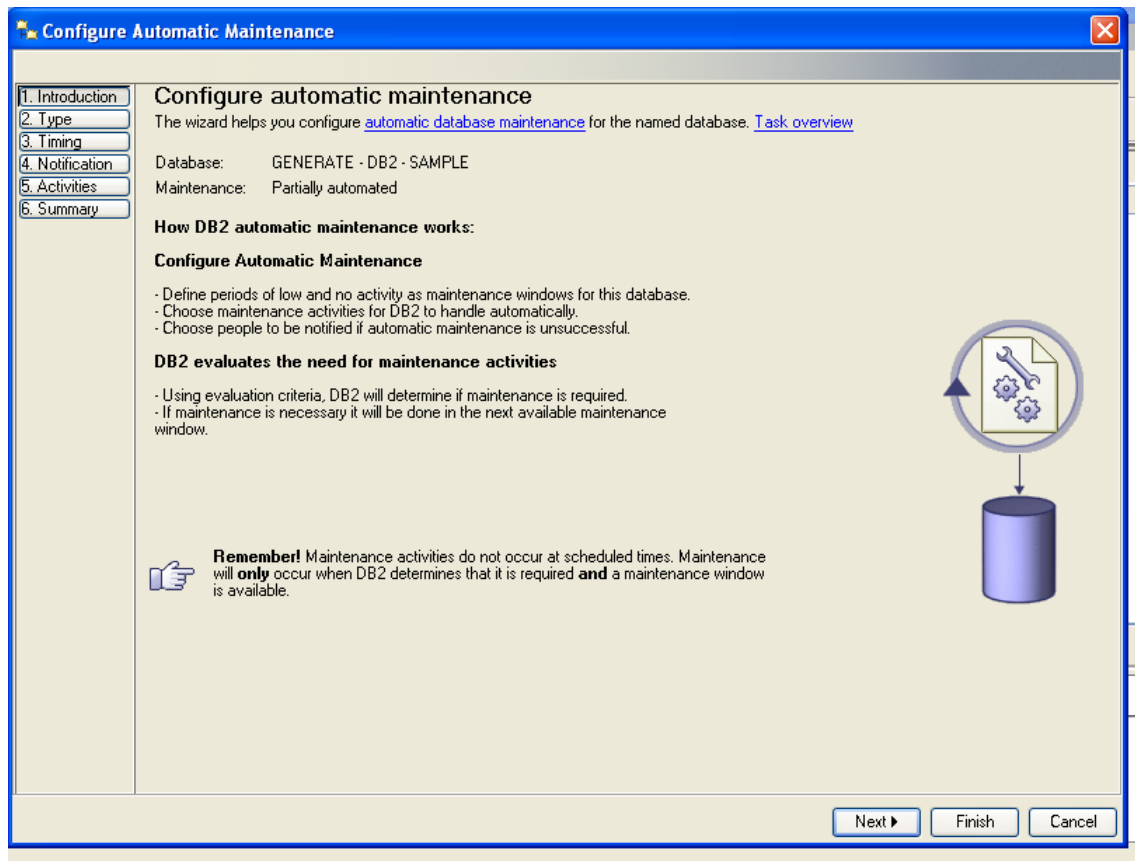 Configure Automatic Maintenance
1. Introduction
2. Type
3. Timing
4. Notification
5. Activities
6. Summary
Configure automatic maintenance
The wizard helps you configure automatic database maintenance for the named database. Task overview
Database: GENERATE - DB2 - SAMPLE
Maintenance: Partially automated
How DB2 automatic maintenance works:
Configure Automatic Maintenance
- Define periods of low and no activity as maintenance windows for this database.
- Choose maintenance activities for DB2 to handle automatically.
- Choose people to be notified if automatic maintenance is unsuccessful.
DB2 evaluates the need for maintenance activities
- Using evaluation criteria, DB2 will determine if maintenance is required.
- If maintenance is necessary it will be done in the next available maintenance
window.
Remember! Maintenance activities do not occur at scheduled times. Maintenance
will only occur when DB2 determines that it is required and a maintenance window
is available.
Next
Finish
Cancel